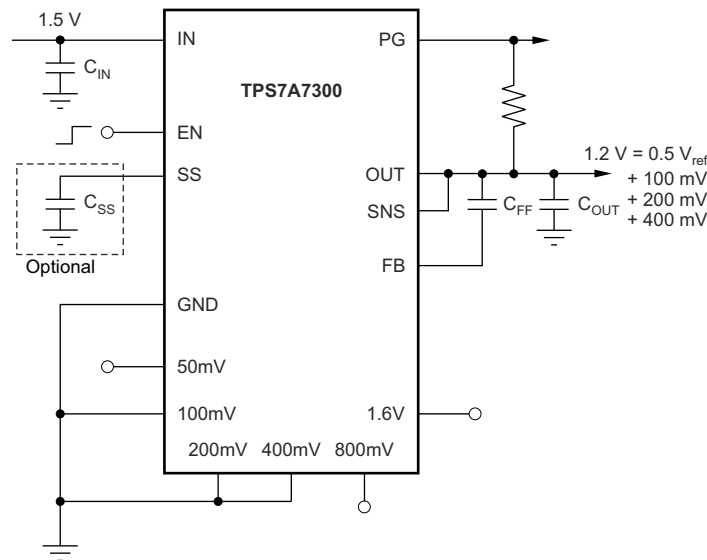 1.5 V
IN
PG
C_IN
TPS7A7300
EN
SS
OUT
1.2 V = 0.5 V_ref
+ 100 mV
+ 200 mV
+ 400 mV
C_SS
SNS
C_FF
C_OUT
Optional
FB
GND
50mV
100mV
1.6V
200mV 400mV 800mV